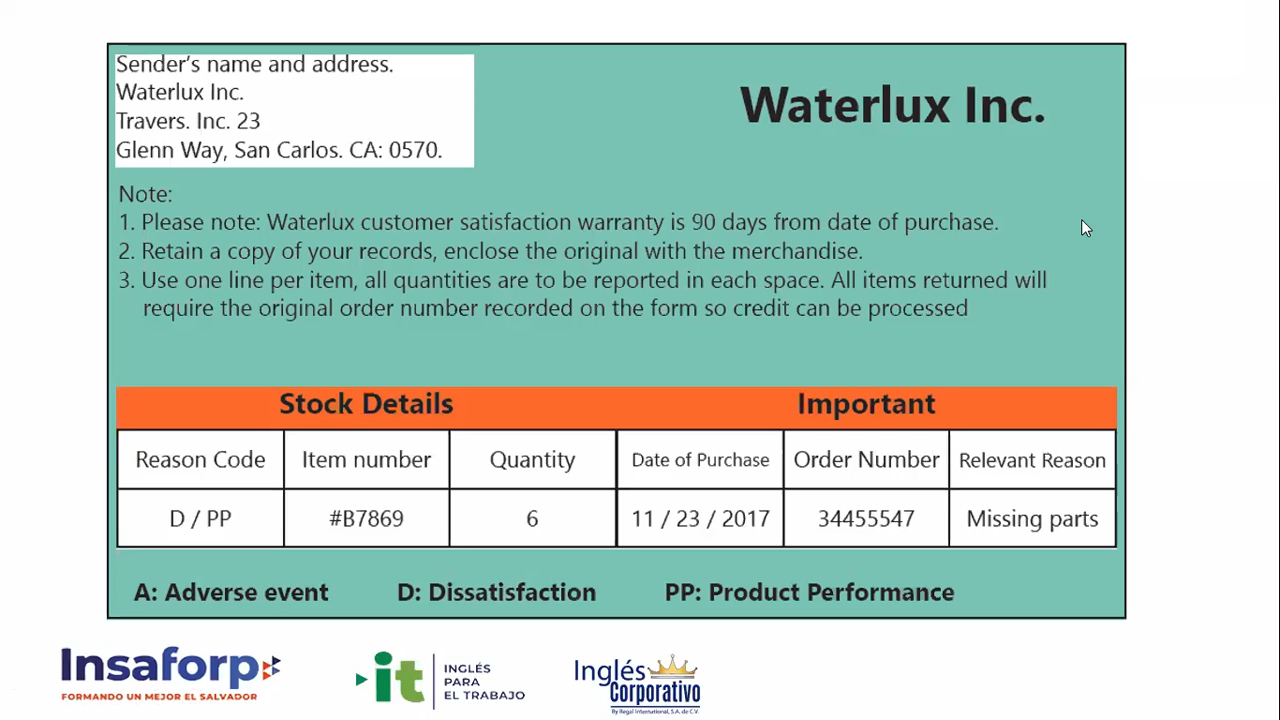 Sender's name and address.
Waterlux Inc.
Travers. Inc. 23
Glenn Way, San Carlos. CA: 0570.
Waterlux Inc.
Note:
1. Please note: Waterlux customer satisfaction warranty is 90 days from date of purchase.
2. Retain a copy of your records, enclose the original with the merchandise.
3. Use one line per item, all quantities are to be reported in each space. All items returned will
require the original order number recorded on the form so credit can be processed
Stock Details Important
Reason Code Item number Quantity Date of Purchase Order Number Relevant Reason
D / PP #B7869 6 11 / 23 / 2017 34455547 Missing parts
A: Adverse event D: Dissatisfaction PP: Product Performance
Insaforp
FORMANDO UN MEJOR EL SALVADOR
it
INGLÉS
PARA
EL TRABAJO
Inglés
Corporativo
By Regal International, S.A. de C.V.